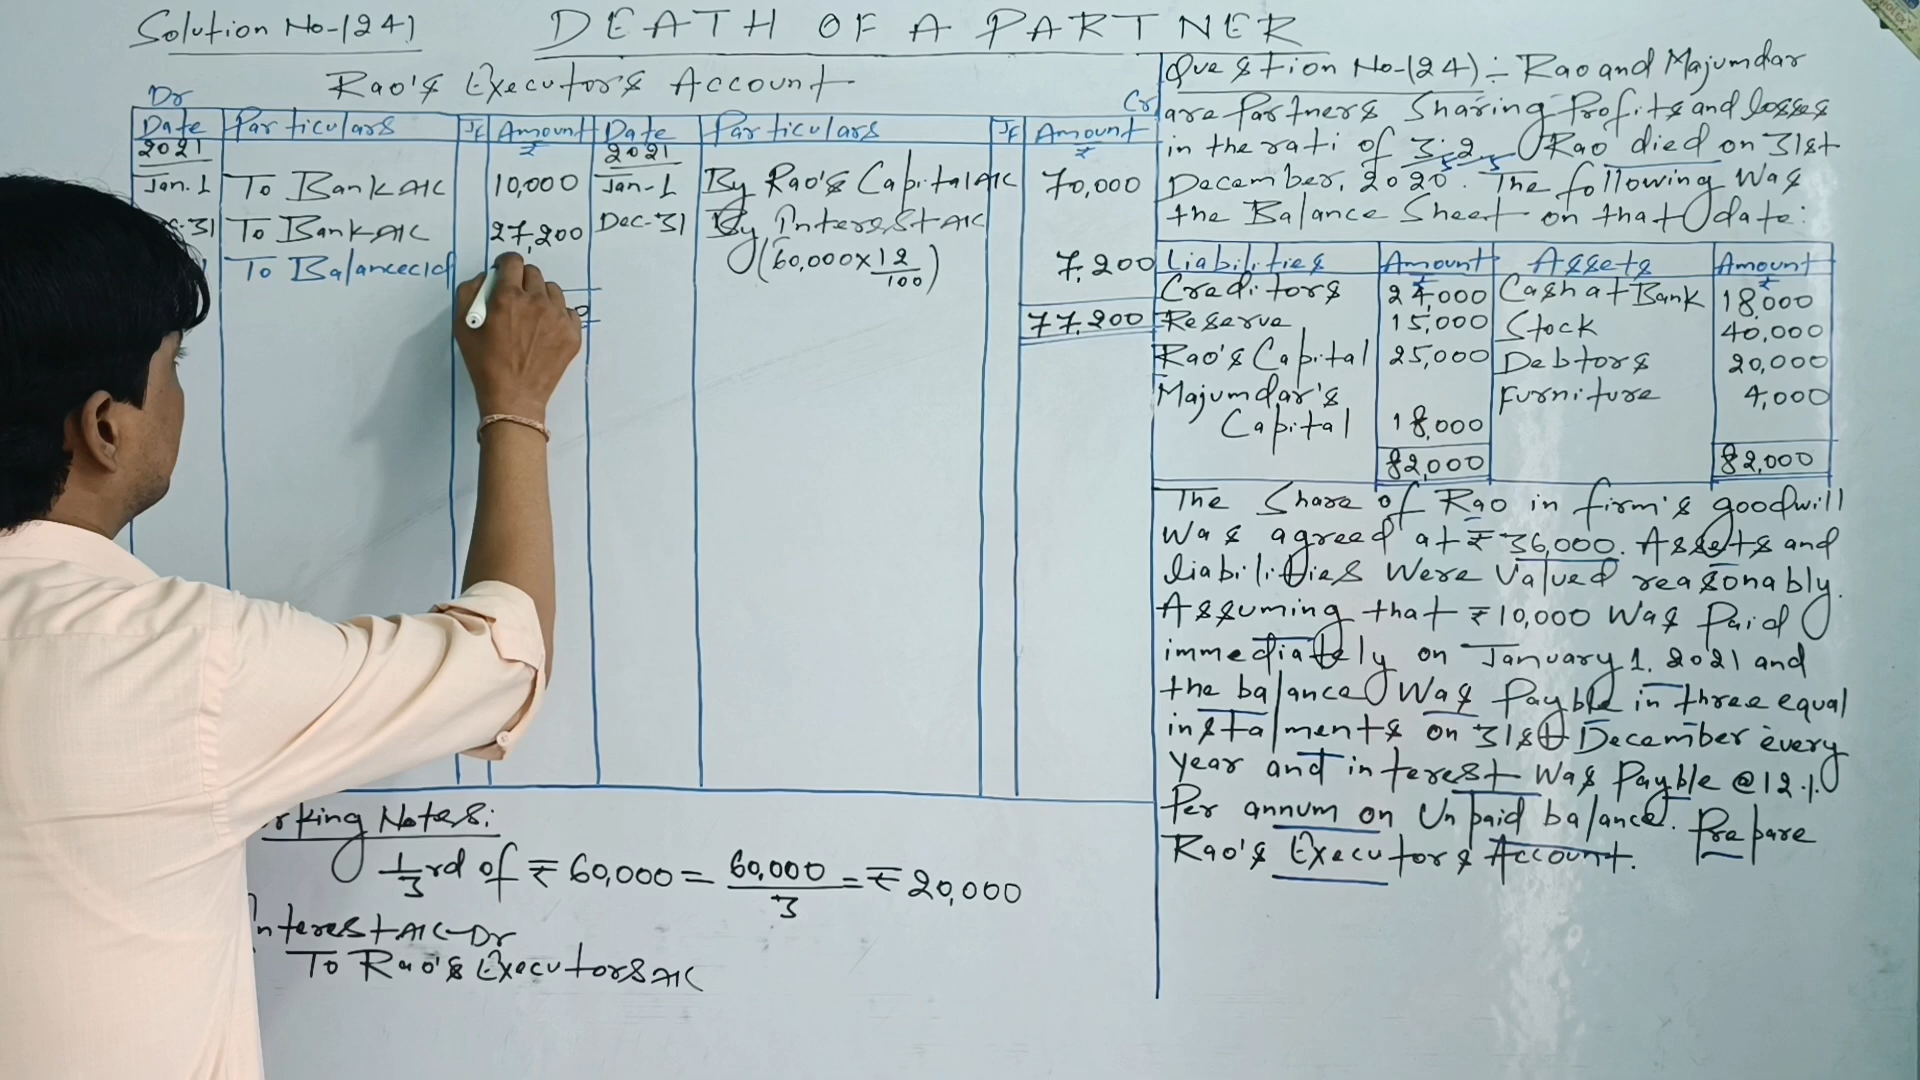 Solution No-(24)
DEATH OF A PARTNER
Rao's Executor's Account
Dr
Cr
Date Particulars J.F Amount ₹ Date Particulars J.F Amount ₹
2021 2021
Jan. 1 To Bank A/C 10,000 Jan-1 By Rao's Capital A/C 70,000
-31 To Bank A/C 27,200 Dec-31 By Interest A/C
To Balance c/d (60,000×12/100) 7,200
77,200
Working Notes:
1/3rd of ₹ 60,000 = 60,000/3 = ₹ 20,000
Interest A/C-Dr
To Rao's Executors A/C
Question No-(24) :- Rao and Majumdar
are Partners Sharing Profits and losses
in the rati of 3:2. Rao died on 31st
December, 2020. The following Was
the Balance Sheet on that date:
Liabilities Amount ₹ Assets Amount ₹
Creditors 24,000 Cash at Bank 18,000
Reserve 15,000 Stock 40,000
Rao's Capital 25,000 Debtors 20,000
Majumdar's Furniture 4,000
Capital 18,000
82,000 82,000
The Share of Rao in firm's goodwill
Was agreed at ₹ 36,000. Assets and
liabilities Were Valued reasonably.
Assuming that ₹ 10,000 Was Paid
immediately on January 1, 2021 and
the balance Was Payble in three equal
instalments on 31st December every
year and interest Was Payble @ 12%
Per annum on Unpaid balance. Prepare
Rao's Executors Account.